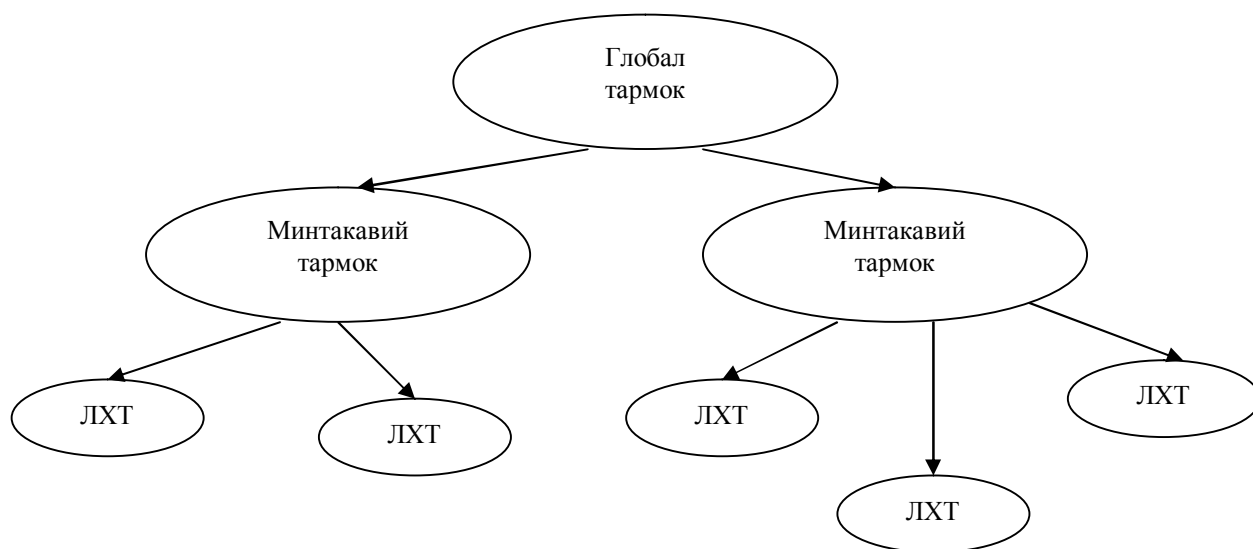 Глобал
тармок
Минтакавий
тармок
Минтакавий
тармок
ЛХТ
ЛХТ
ЛХТ
ЛХТ
ЛХТ